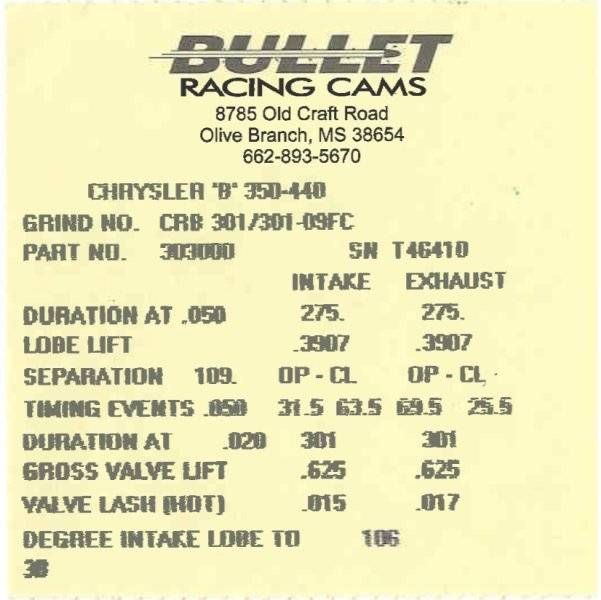 BULLET
RACING CAMS
8785 Old Craft Road
Olive Branch, MS 38654
662-893-5670
CHRYSLER "B" 350-440
GRIND NO. CRB 301/301-09FC
PART NO. 303000 SN T46410
INTAKE EXHAUST
DURATION AT .050 275. 275.
LOBE LIFT .3907 .3907
SEPARATION 109. OP - CL OP - CL
TIMING EVENTS .050 31.5 63.5 69.5 25.5
DURATION AT .020 301 301
GROSS VALVE LIFT .625 .625
VALVE LASH (HOT) .015 .017
DEGREE INTAKE LOBE TO 106